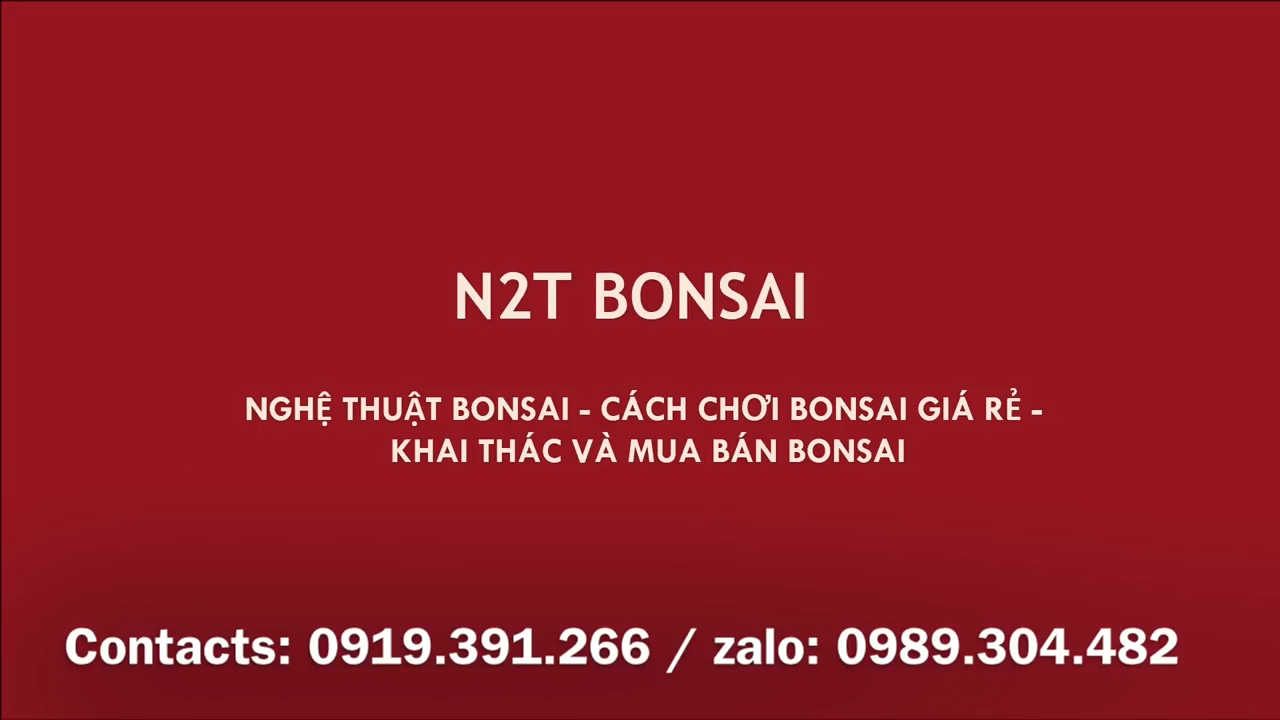 N2T BONSAI
NGHỆ THUẬT BONSAI - CÁCH CHƠI BONSAI GIÁ RẺ -
KHAI THÁC VÀ MUA BÁN BONSAI
Contacts: 0919.391.266 / zalo: 0989.304.482